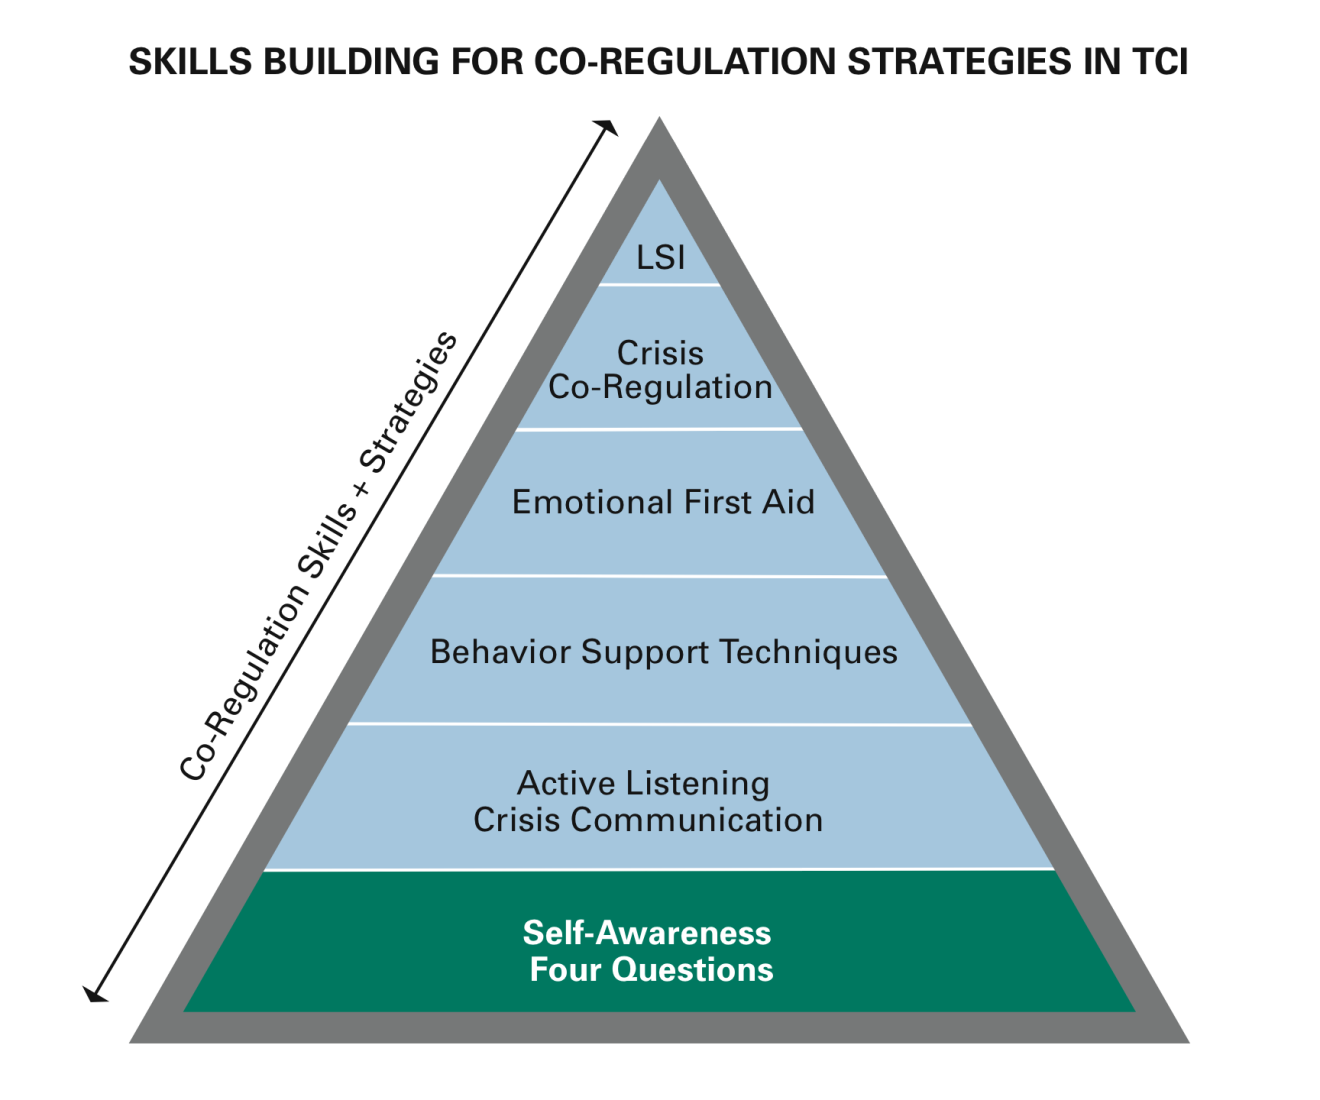 SKILLS BUILDING FOR CO-REGULATION STRATEGIES IN TCI
Co-Regulation Skills + Strategies
LSI
Crisis
Co-Regulation
Emotional First Aid
Behavior Support Techniques
Active Listening
Crisis Communication
Self-Awareness
Four Questions